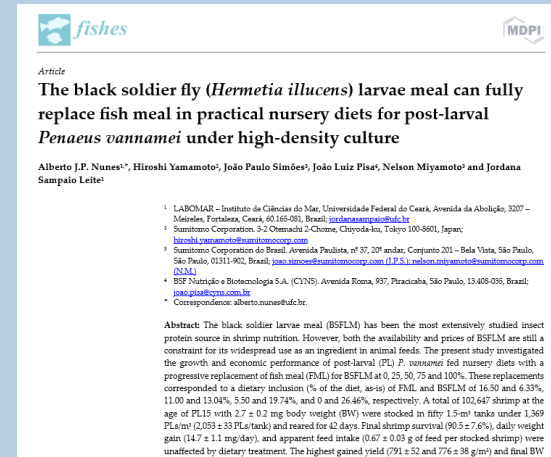 fishes
MDPI
Article
The black soldier fly (Hermetia illucens) larvae meal can fully
replace fish meal in practical nursery diets for post-larval
Penaeus vannamei under high-density culture
Alberto J.P. Nunes¹,*, Hiroshi Yamamoto², João Paulo Simões³, João Luiz Pisa⁴, Nelson Miyamoto³ and Jordana
Sampaio Leite¹
¹ LABOMAR – Instituto de Ciências do Mar, Universidade Federal do Ceará, Avenida da Abolição, 3207 –
Meireles, Fortaleza, Ceará, 60.165-081, Brazil; jordanasampaio@ufc.br
² Sumitomo Corporation. 3-2 Otemachi 2-Chome, Chiyoda-ku, Tokyo 100-8601, Japan;
hiroshi.yamamoto@sumitomocorp.com
³ Sumitomo Corporation do Brasil. Avenida Paulista, nº 37, 20º andar, Conjunto 201 – Bela Vista, São Paulo,
São Paulo, 01311-902, Brazil; joao.simoes@sumitomocorp.com (J.P.S.); nelson.miyamoto@sumitomocorp.com
(N.M.)
⁴ BSF Nutrição e Biotecnologia S.A. (CYNS). Avenida Roma, 937, Piracicaba, São Paulo, 13.408-035, Brazil;
joao.pisa@cyns.com.br
* Correspondence: alberto.nunes@ufc.br.
Abstract: The black soldier larvae meal (BSFLM) has been the most extensively studied insect
protein source in shrimp nutrition. However, both the availability and prices of BSFLM are still a
constraint for its widespread use as an ingredient in animal feeds. The present study investigated
the growth and economic performance of post-larval (PL) P. vannamei fed nursery diets with a
progressive replacement of fish meal (FML) for BSFLM at 0, 25, 50, 75 and 100%. These replacements
corresponded to a dietary inclusion (% of the diet, as-is) of FML and BSFLM of 16.50 and 6.33%,
11.00 and 13.04%, 5.50 and 19.74%, and 0 and 26.46%, respectively. A total of 102,647 shrimp at the
age of PL15 with 2.7 ± 0.2 mg body weight (BW) were stocked in fifty 1.5-m³ tanks under 1,369
PLs/m³ (2,053 ± 33 PLs/tank) and reared for 42 days. Final shrimp survival (90.5 ± 7.6%), daily weight
gain (14.7 ± 1.1 mg/day), and apparent feed intake (0.67 ± 0.03 g of feed per stocked shrimp) were
unaffected by dietary treatment. The highest gained yield (791 ± 52 and 776 ± 38 g/m³) and final BW